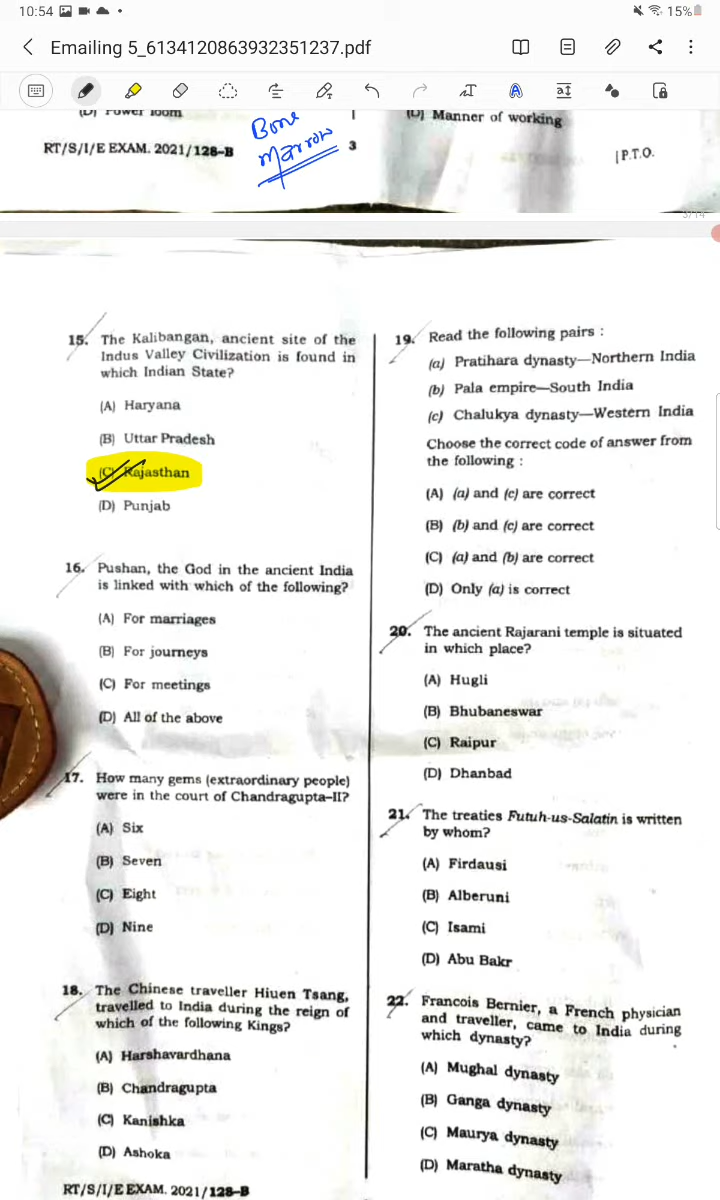 10:54
15%
Emailing 5_6134120863932351237.pdf
(D) Power loom
(D) Manner of working
Bone
Marrow
RT/S/I/E EXAM. 2021/128–B
3
[P.T.O.
3/14
15. The Kalibangan, ancient site of the
Indus Valley Civilization is found in
which Indian State?
(A) Haryana
(B) Uttar Pradesh
(C) Rajasthan
(D) Punjab
16. Pushan, the God in the ancient India
is linked with which of the following?
(A) For marriages
(B) For journeys
(C) For meetings
(D) All of the above
17. How many gems (extraordinary people)
were in the court of Chandragupta–II?
(A) Six
(B) Seven
(C) Eight
(D) Nine
18. The Chinese traveller Hiuen Tsang,
travelled to India during the reign of
which of the following Kings?
(A) Harshavardhana
(B) Chandragupta
(C) Kanishka
(D) Ashoka
RT/S/I/E EXAM. 2021/128–B
19. Read the following pairs :
(a) Pratihara dynasty—Northern India
(b) Pala empire—South India
(c) Chalukya dynasty—Western India
Choose the correct code of answer from
the following :
(A) (a) and (c) are correct
(B) (b) and (c) are correct
(C) (a) and (b) are correct
(D) Only (a) is correct
20. The ancient Rajarani temple is situated
in which place?
(A) Hugli
(B) Bhubaneswar
(C) Raipur
(D) Dhanbad
21. The treaties Futuh-us-Salatin is written
by whom?
(A) Firdausi
(B) Alberuni
(C) Isami
(D) Abu Bakr
22. Francois Bernier, a French physician
and traveller, came to India during
which dynasty?
(A) Mughal dynasty
(B) Ganga dynasty
(C) Maurya dynasty
(D) Maratha dynasty